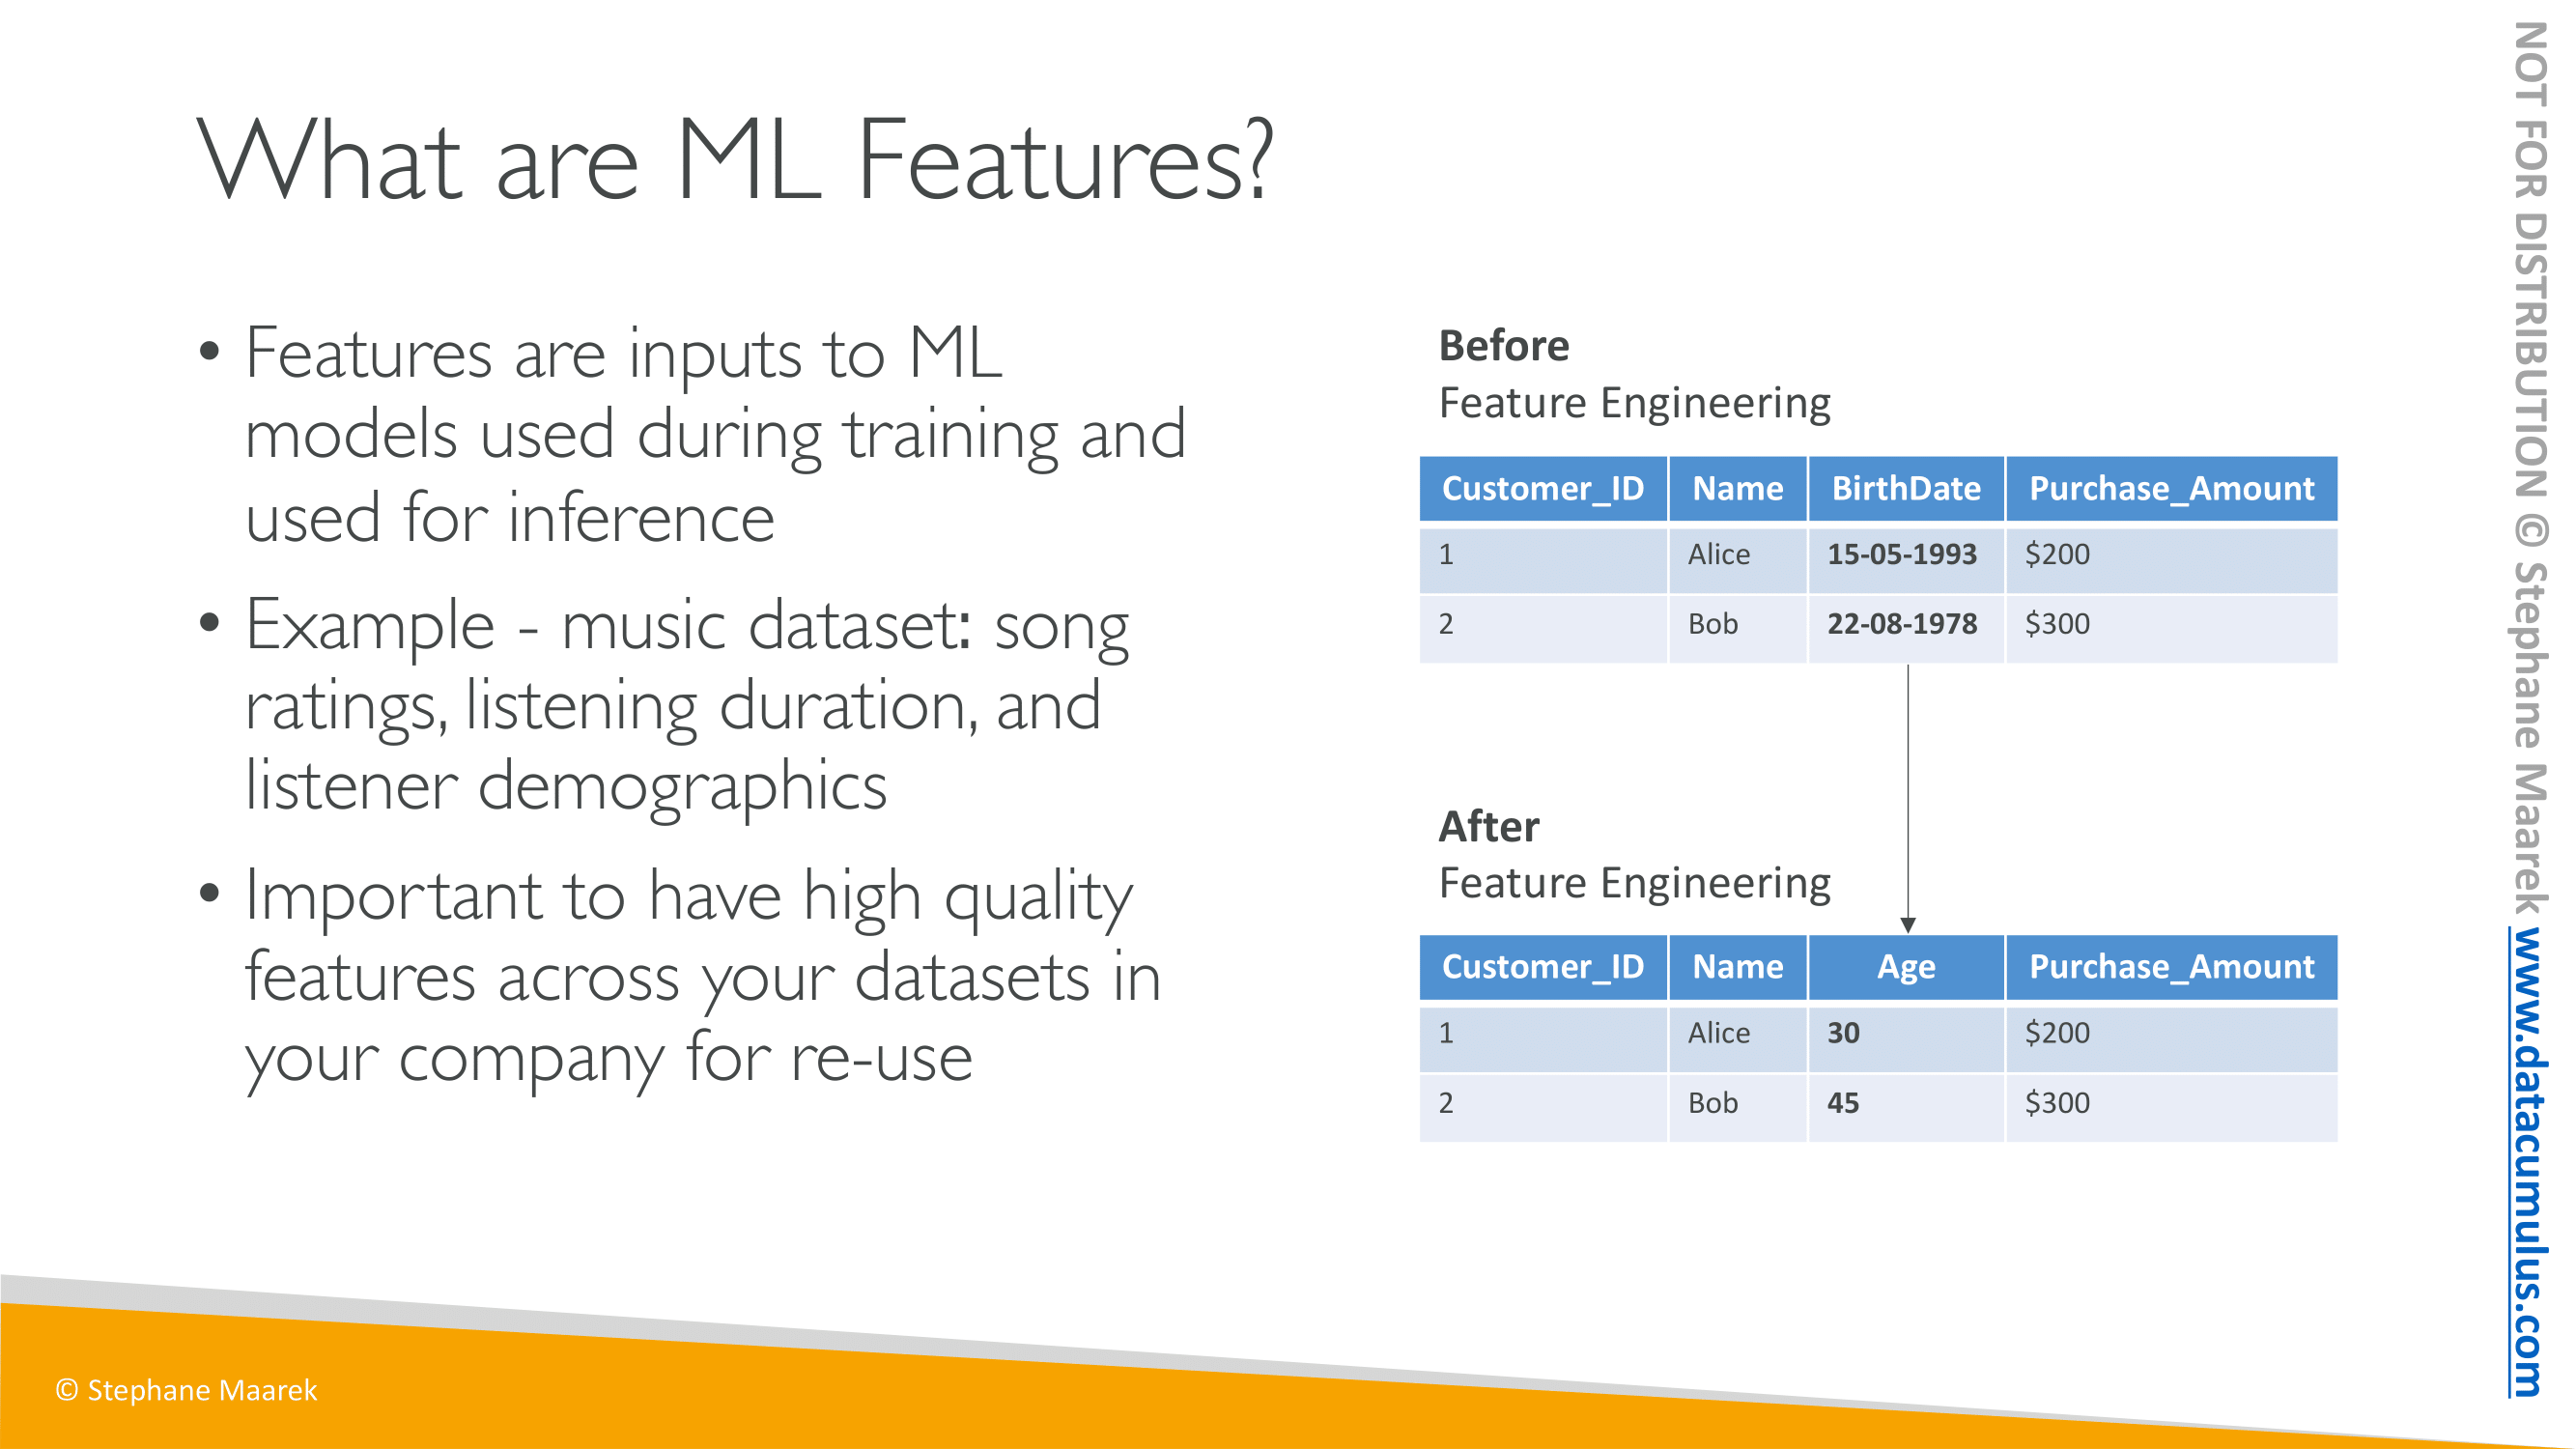 What are ML Features?
• Features are inputs to ML
models used during training and
used for inference
• Example - music dataset: song
ratings, listening duration, and
listener demographics
• Important to have high quality
features across your datasets in
your company for re-use
Before
Feature Engineering
Customer_ID Name BirthDate Purchase_Amount
1 Alice 15-05-1993 $200
2 Bob 22-08-1978 $300
After
Feature Engineering
Customer_ID Name Age Purchase_Amount
1 Alice 30 $200
2 Bob 45 $300
© Stephane Maarek
NOT FOR DISTRIBUTION © Stephane Maarek www.datacumulus.com